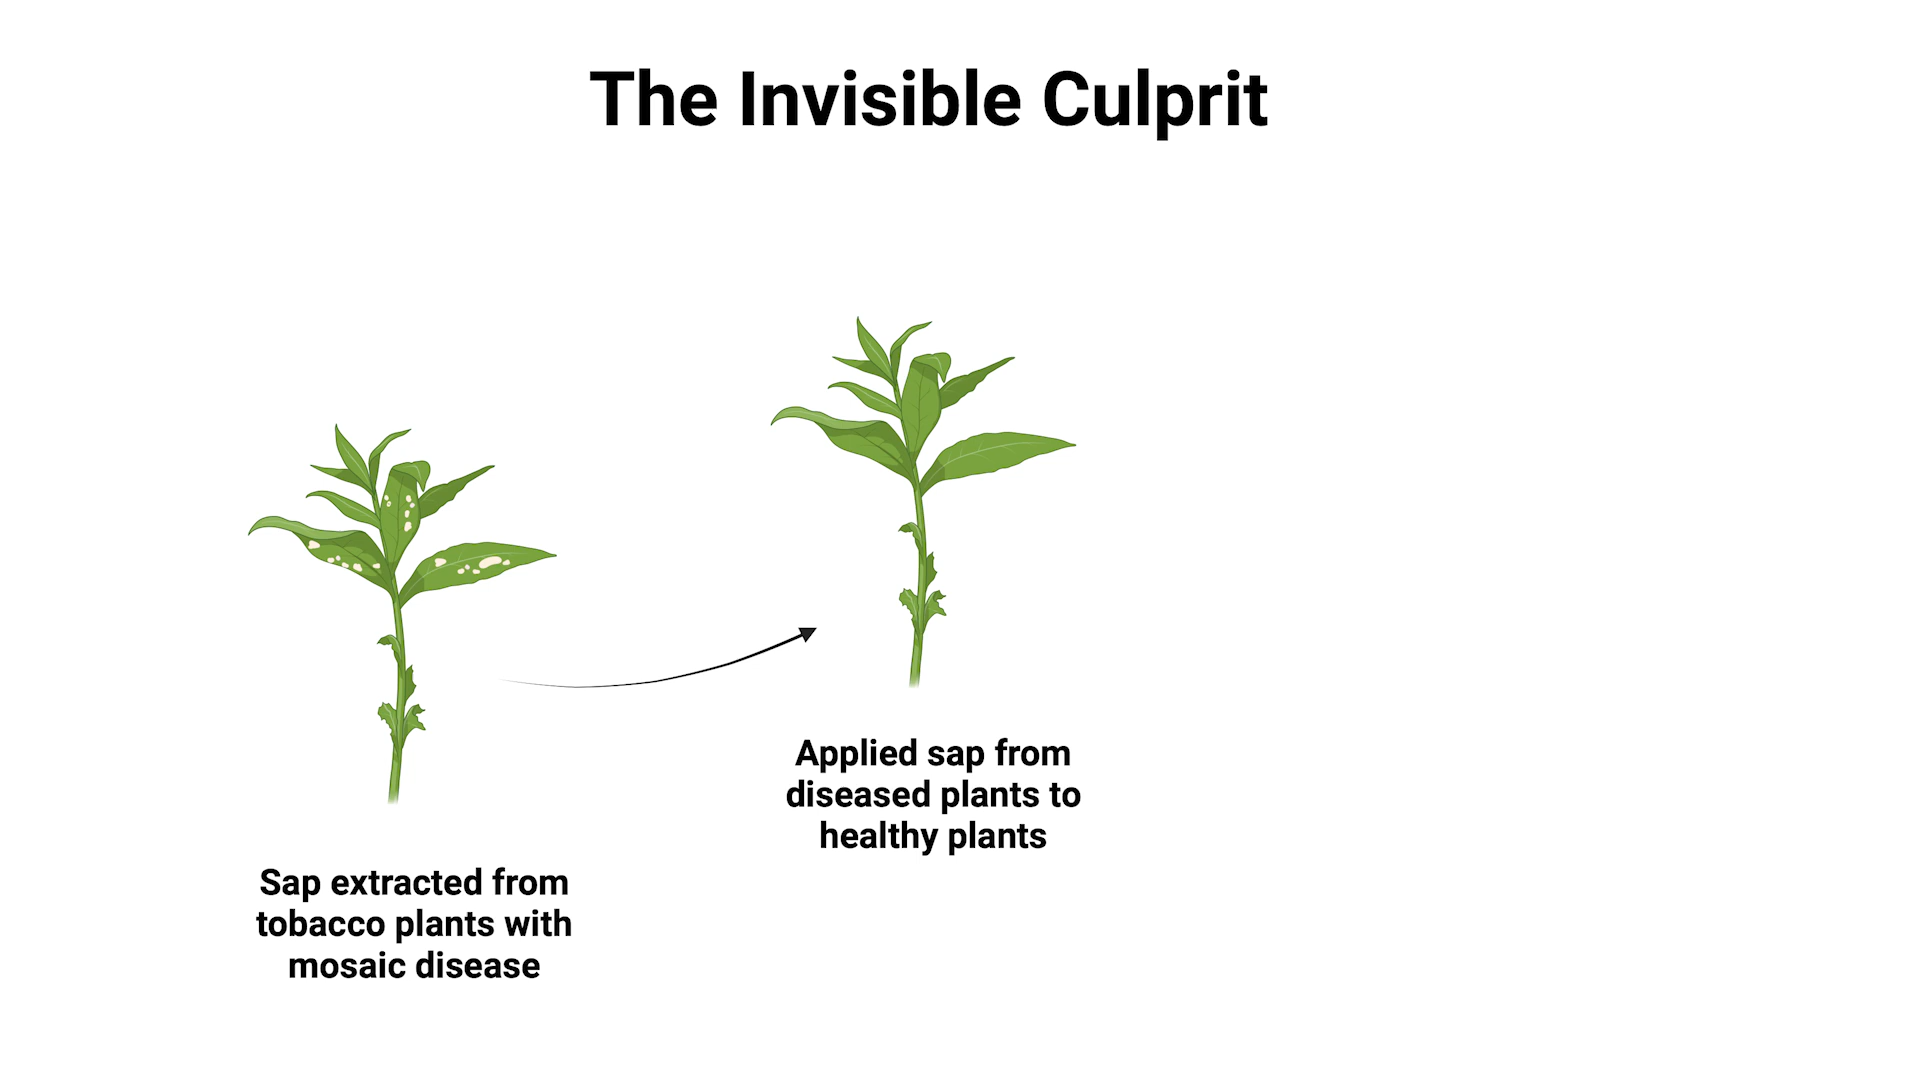 The Invisible Culprit
Applied sap from
diseased plants to
healthy plants
Sap extracted from
tobacco plants with
mosaic disease